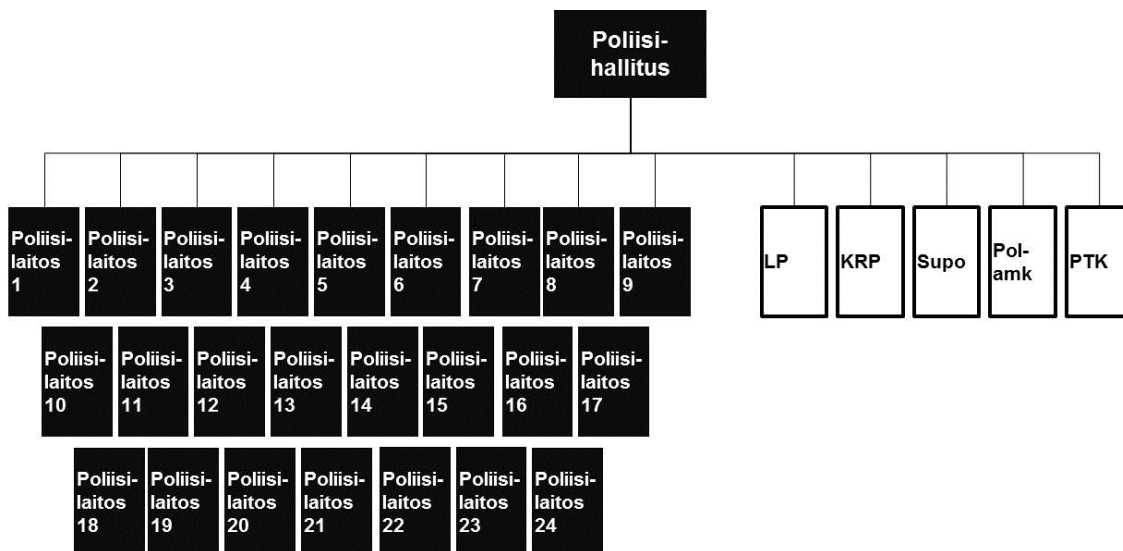 Poliisi-
hallitus
Poliisi-
laitos
1
Poliisi-
laitos
2
Poliisi-
laitos
3
Poliisi-
laitos
4
Poliisi-
laitos
5
Poliisi-
laitos
6
Poliisi-
laitos
7
Poliisi-
laitos
8
Poliisi-
laitos
9
LP
KRP
Supo
Pol-
amk
PTK
Poliisi-
laitos
10
Poliisi-
laitos
11
Poliisi-
laitos
12
Poliisi-
laitos
13
Poliisi-
laitos
14
Poliisi-
laitos
15
Poliisi-
laitos
16
Poliisi-
laitos
17
Poliisi-
laitos
18
Poliisi-
laitos
19
Poliisi-
laitos
20
Poliisi-
laitos
21
Poliisi-
laitos
22
Poliisi-
laitos
23
Poliisi-
laitos
24